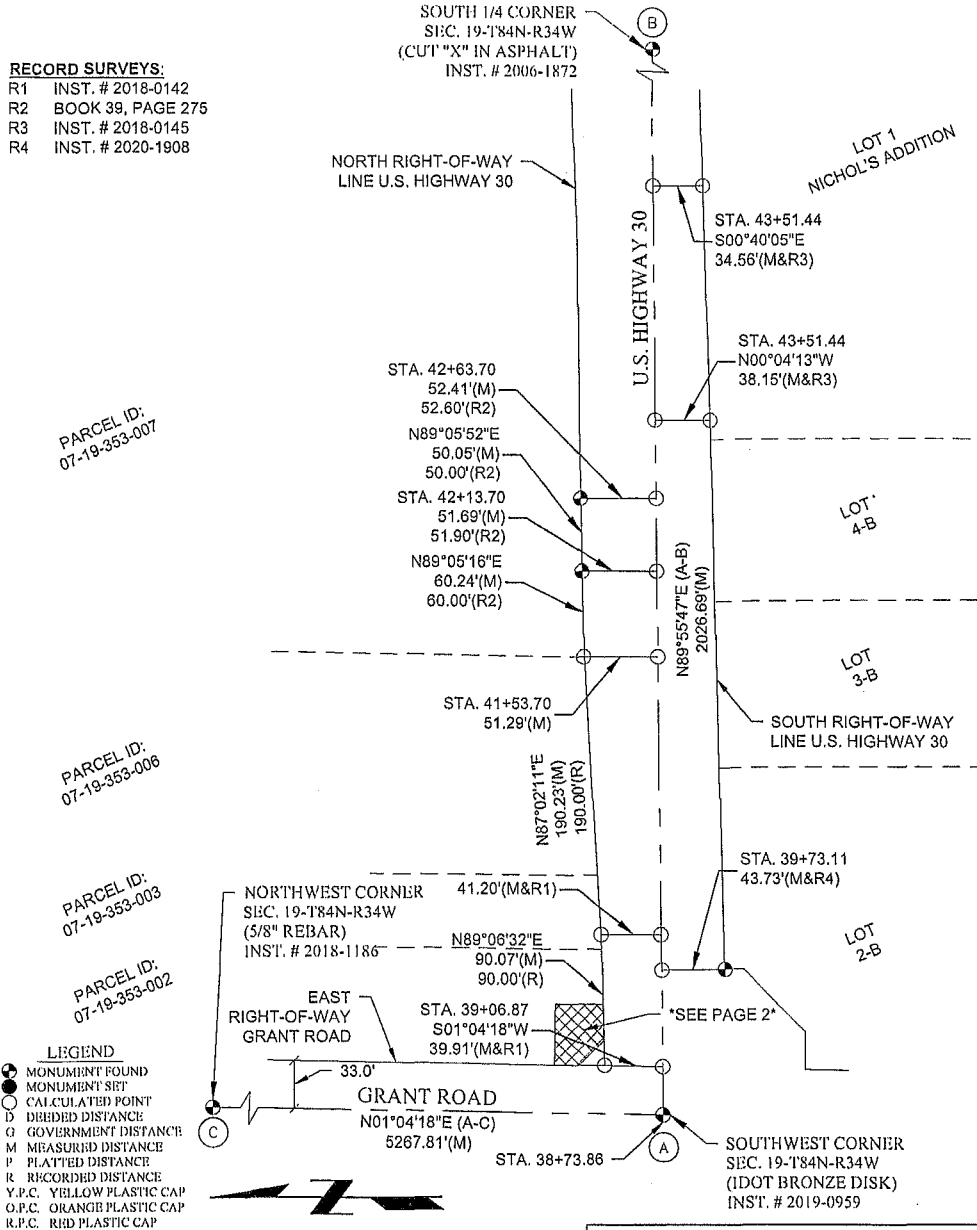 SOUTH 1/4 CORNER
SEC. 19-T84N-R34W
(CUT "X" IN ASPHALT)
INST. # 2006-1872
B
RECORD SURVEYS:
R1 INST. # 2018-0142
R2 BOOK 39, PAGE 275
R3 INST. # 2018-0145
R4 INST. # 2020-1908
NORTH RIGHT-OF-WAY
LINE U.S. HIGHWAY 30
LOT 1
NICHOL'S ADDITION
U.S. HIGHWAY 30
STA. 43+51.44
S00°40'05"E
34.56'(M&R3)
STA. 43+51.44
N00°04'13"W
38.15'(M&R3)
STA. 42+63.70
52.41'(M)
52.60'(R2)
N89°05'52"E
50.05'(M)
50.00'(R2)
STA. 42+13.70
51.69'(M)
51.90'(R2)
N89°05'16"E
60.24'(M)
60.00'(R2)
PARCEL ID:
07-19-353-007
LOT
4-B
N89°55'47"E (A-B)
2026.69'(M)
LOT
3-B
STA. 41+53.70
51.29'(M)
SOUTH RIGHT-OF-WAY
LINE U.S. HIGHWAY 30
PARCEL ID:
07-19-353-006
N87°02'11"E
190.23'(M)
190.00'(R)
STA. 39+73.11
43.73'(M&R4)
PARCEL ID:
07-19-353-003
NORTHWEST CORNER
SEC. 19-T84N-R34W
(5/8" REBAR)
INST. # 2018-1186
41.20'(M&R1)
N89°06'32"E
90.07'(M)
90.00'(R)
LOT
2-B
PARCEL ID:
07-19-353-002
EAST
RIGHT-OF-WAY
GRANT ROAD
STA. 39+06.87
S01°04'18"W
39.91'(M&R1)
*SEE PAGE 2*
LEGEND
MONUMENT FOUND
MONUMENT SET
CALCULATED POINT
D DEEDED DISTANCE
G GOVERNMENT DISTANCE
M MEASURED DISTANCE
P PLATTED DISTANCE
R RECORDED DISTANCE
Y.P.C. YELLOW PLASTIC CAP
O.P.C. ORANGE PLASTIC CAP
R.P.C. RED PLASTIC CAP
33.0'
GRANT ROAD
N01°04'18"E (A-C)
5267.81'(M)
C
STA. 38+73.86
A
SOUTHWEST CORNER
SEC. 19-T84N-R34W
(IDOT BRONZE DISK)
INST. # 2019-0959